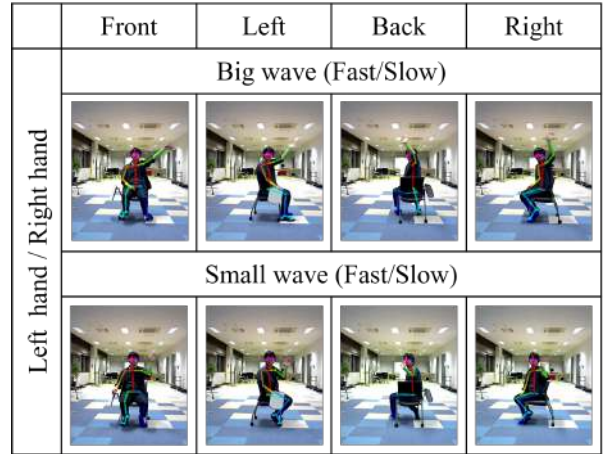 Front Left Back Right
Big wave (Fast/Slow)
Left hand / Right hand
Small wave (Fast/Slow)